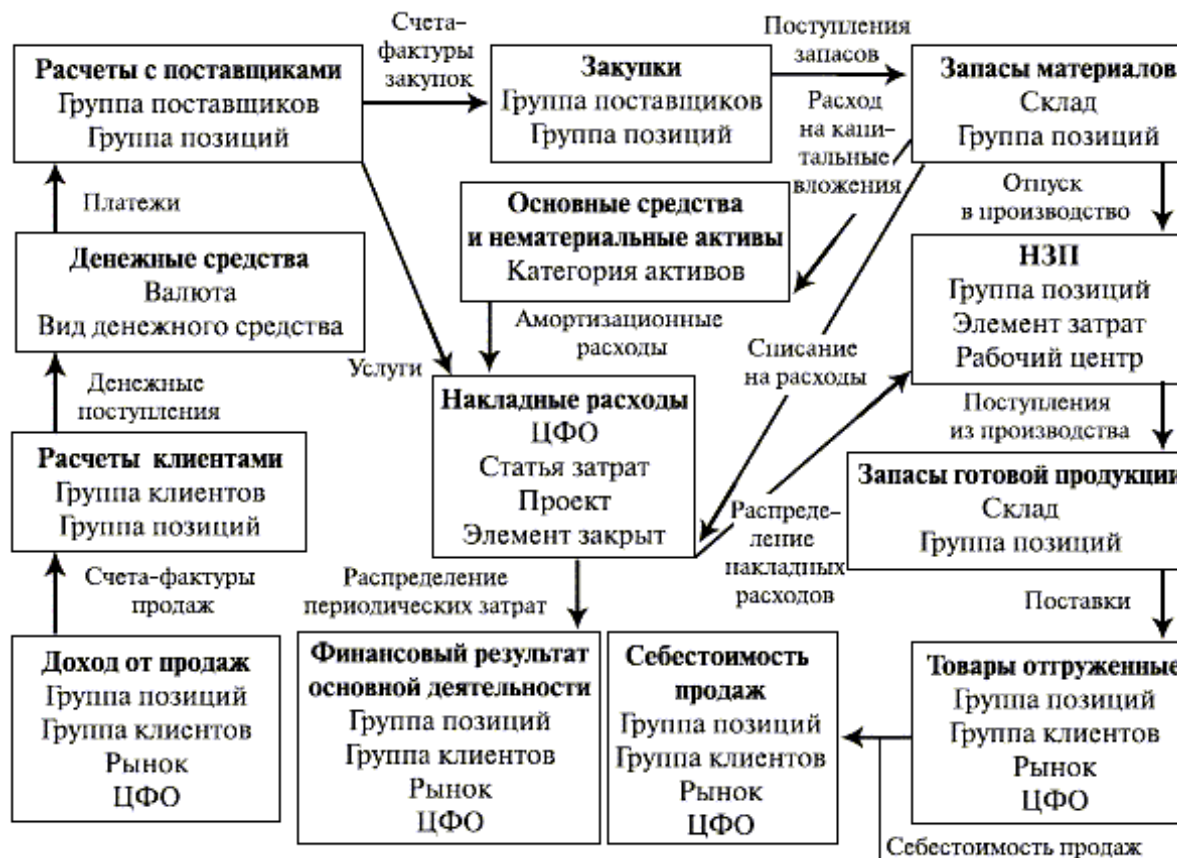 Счета-
фактуры
закупок
Поступления
запасов
Расчеты с поставщиками
Группа поставщиков
Группа позиций
Закупки
Группа поставщиков
Группа позиций
Запасы материалов
Склад
Группа позиций
Расход
на капи-
тальные
вложения
Платежи
Отпуск
в производство
Основные средства
и нематериальные активы
Категория активов
Денежные средства
Валюта
Вид денежного средства
НЗП
Группа позиций
Элемент затрат
Рабочий центр
Амортизационные
расходы
Услуги
Списание
на расходы
Денежные
поступления
Накладные расходы
ЦФО
Статья затрат
Проект
Элемент закрыт
Поступления
из производства
Расчеты клиентами
Группа клиентов
Группа позиций
Запасы готовой продукции
Склад
Группа позиций
Распреде-
ление
накладных
расходов
Счета-фактуры
продаж
Распределение
периодических затрат
Поставки
Доход от продаж
Группа позиций
Группа клиентов
Рынок
ЦФО
Финансовый результат
основной деятельности
Группа позиций
Группа клиентов
Рынок
ЦФО
Себестоимость
продаж
Группа позиций
Группа клиентов
Рынок
ЦФО
Товары отгруженные
Группа позиций
Группа клиентов
Рынок
ЦФО
Себестоимость продаж